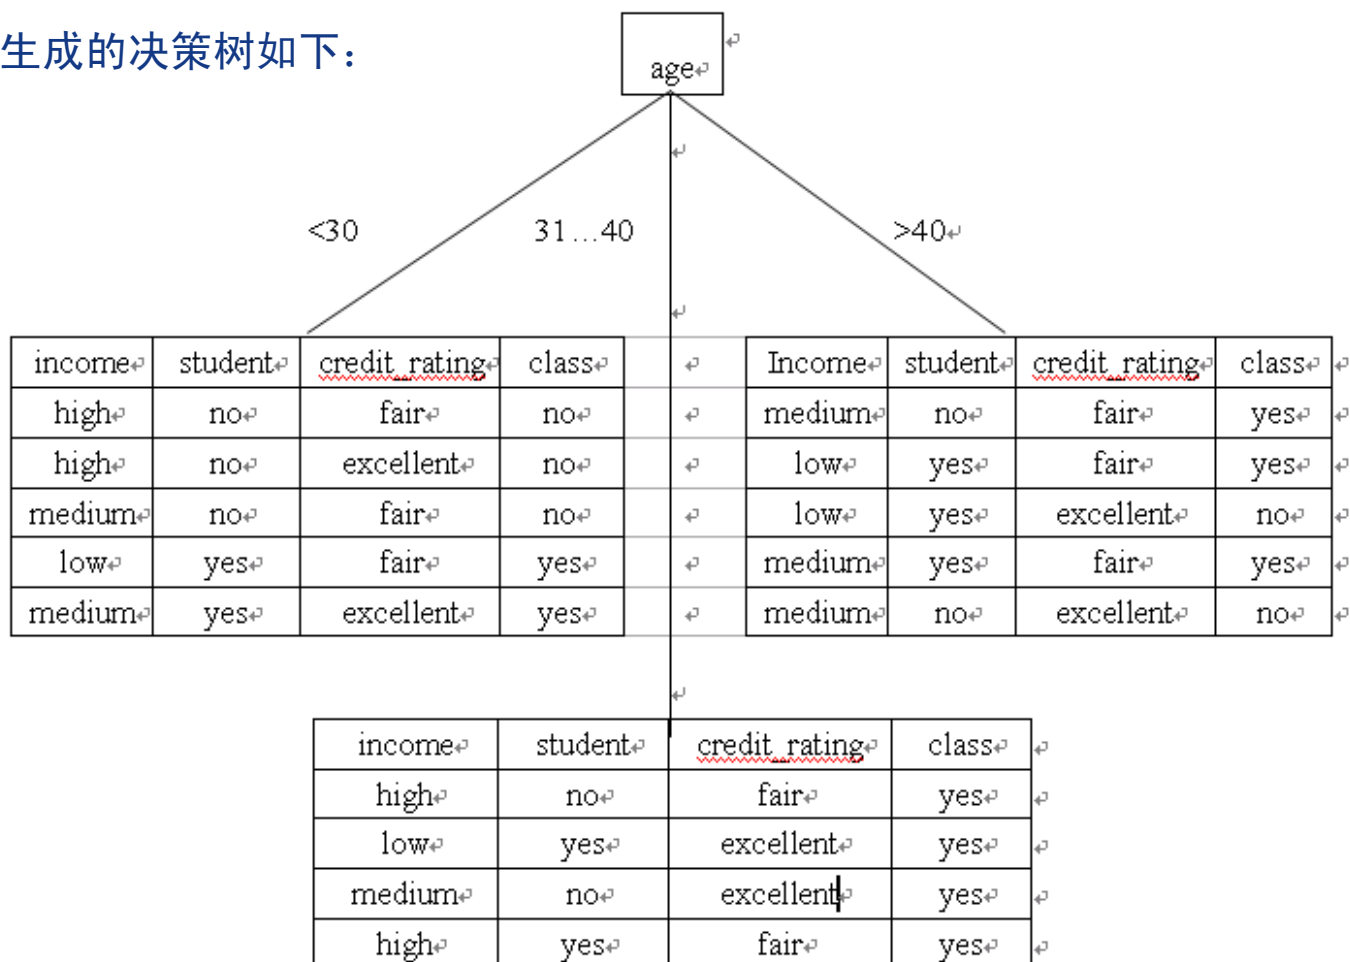 生成的决策树如下：
age
<30 31…40 >40
income student credit_rating class
high no fair no
high no excellent no
medium no fair no
low yes fair yes
medium yes excellent yes
Income student credit_rating class
medium no fair yes
low yes fair yes
low yes excellent no
medium yes fair yes
medium no excellent no
income student credit_rating class
high no fair yes
low yes excellent yes
medium no excellent yes
high yes fair yes